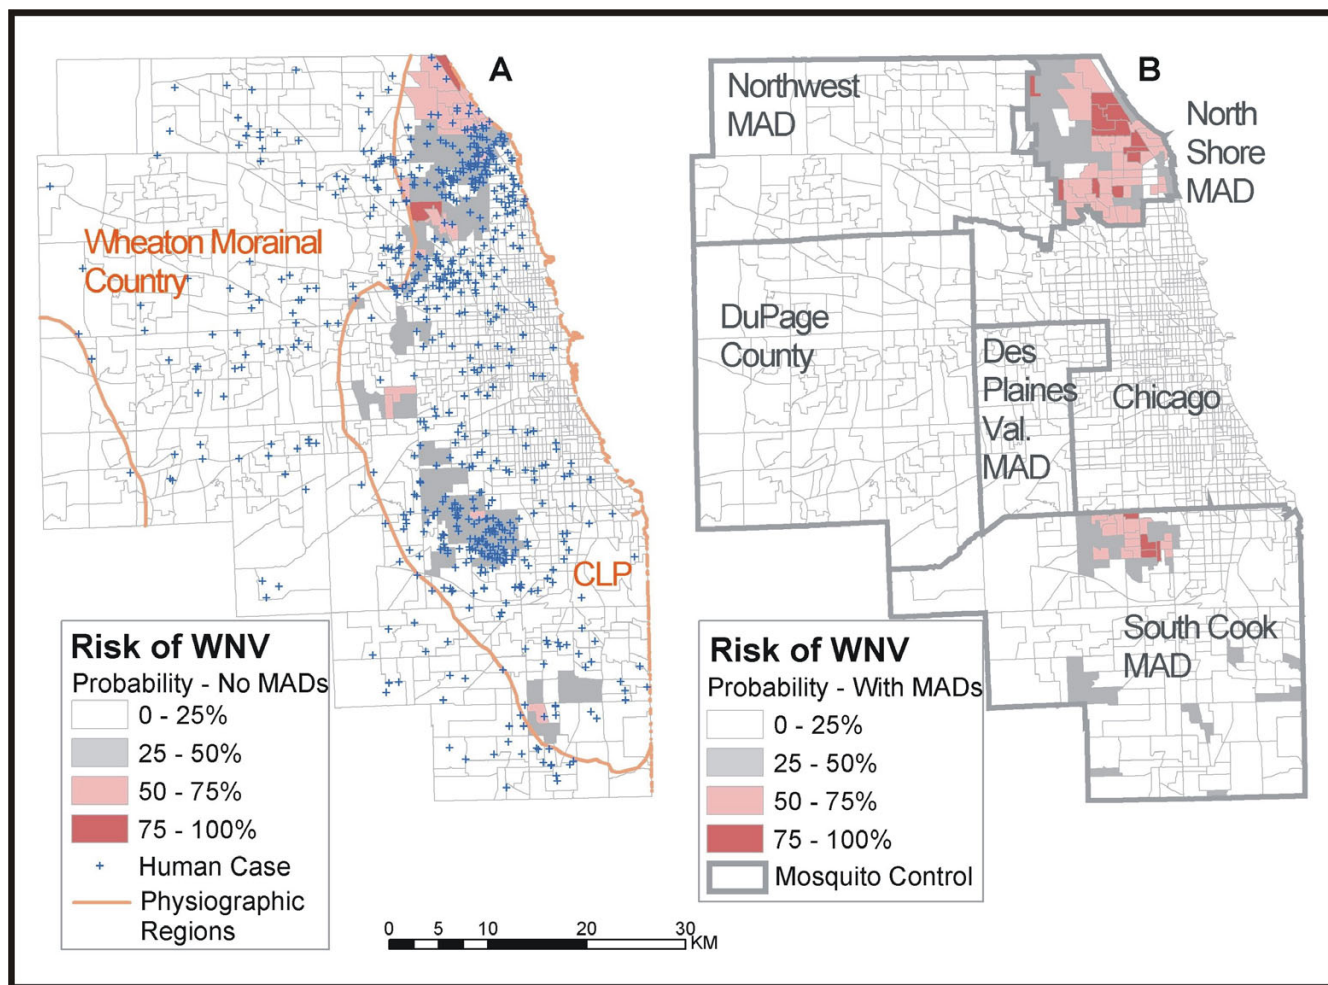 A
Wheaton Morainal
Country
CLP
Risk of WNV
Probability - No MADs
0 - 25%
25 - 50%
50 - 75%
75 - 100%
Human Case
Physiographic
Regions
0 5 10 20 30
KM
B
Northwest
MAD
North
Shore
MAD
DuPage
County
Des
Plaines
Val.
MAD
Chicago
South Cook
MAD
Risk of WNV
Probability - With MADs
0 - 25%
25 - 50%
50 - 75%
75 - 100%
Mosquito Control